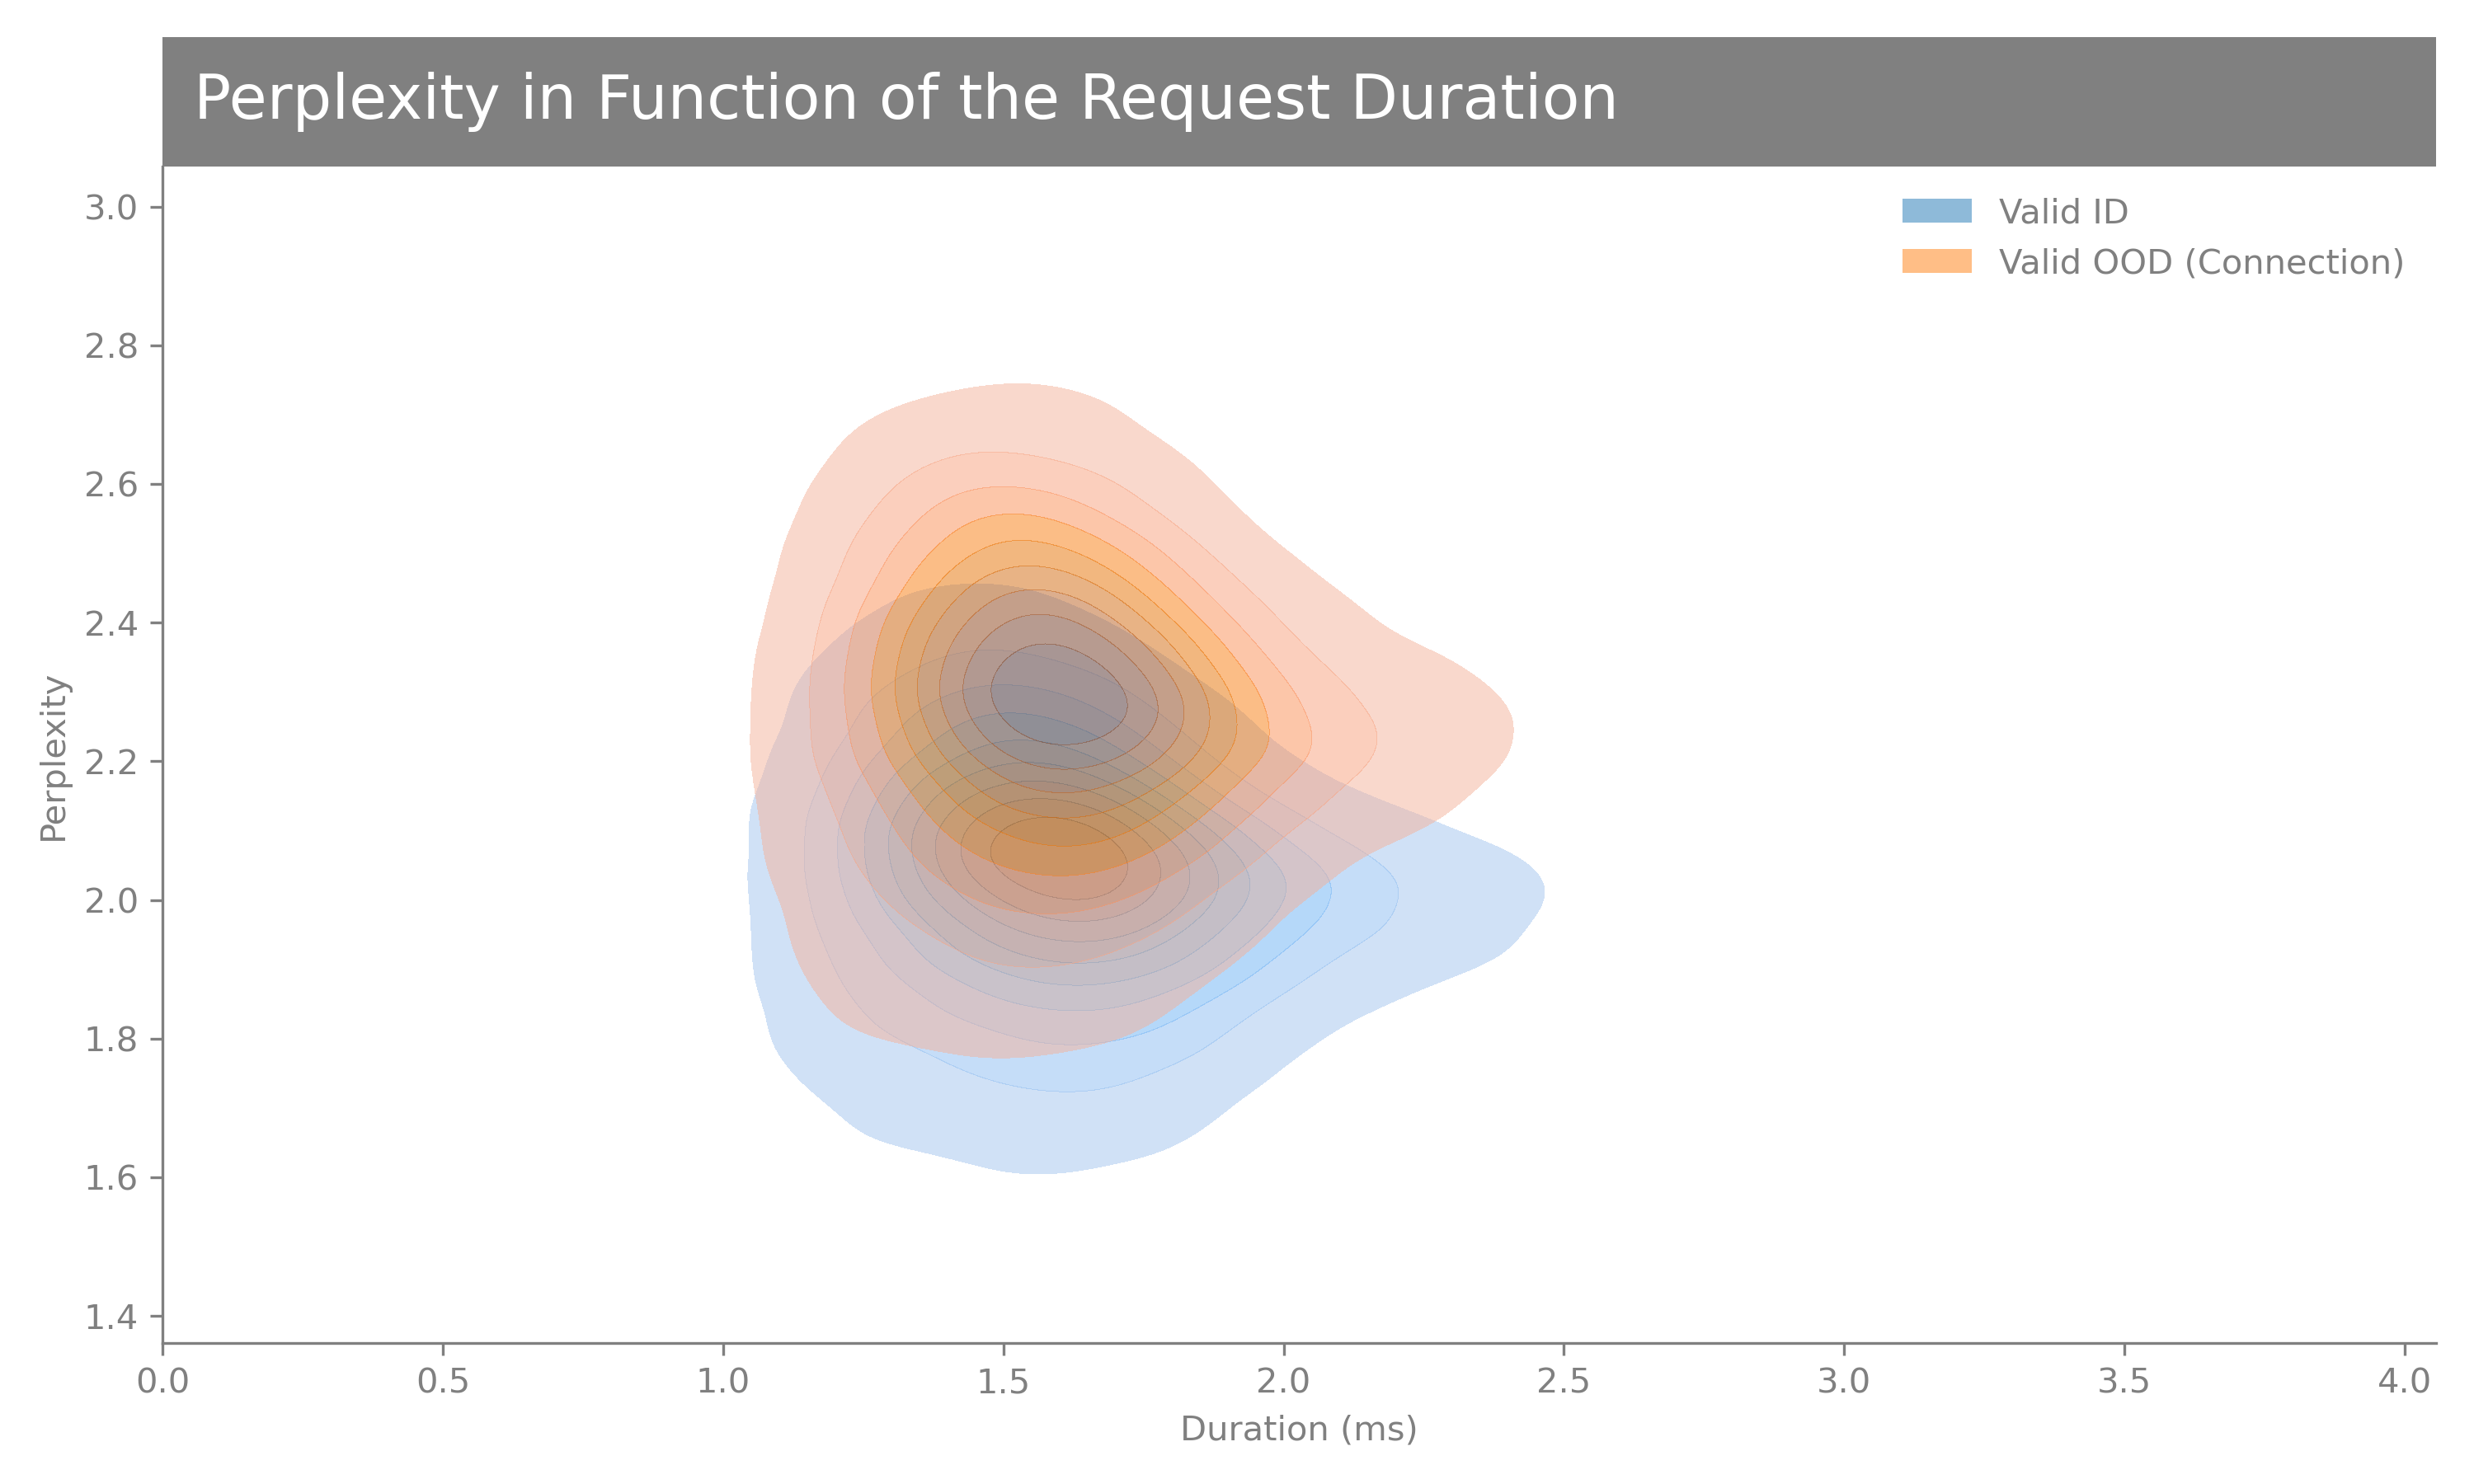 Perplexity in Function of the Request Duration
Valid ID
Valid OOD (Connection)
3.0
2.8
2.6
2.4
2.2
2.0
1.8
1.6
1.4
Perplexity
0.0 0.5 1.0 1.5 2.0 2.5 3.0 3.5 4.0
Duration (ms)